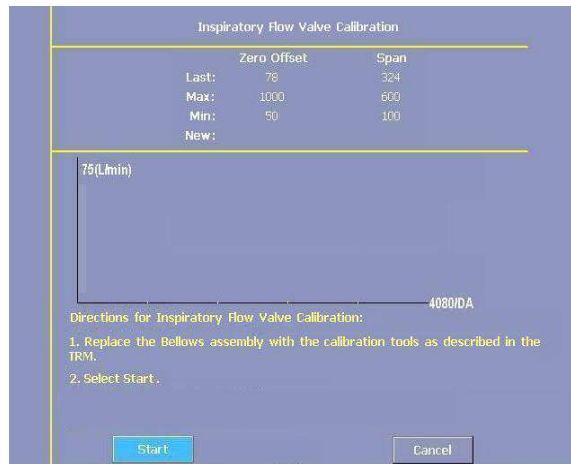 Inspiratory Flow Valve Calibration
Zero Offset Span
Last: 78 324
Max: 1000 600
Min: 50 100
New:
75(L/min)
4080/DA
Directions for Inspiratory Flow Valve Calibration:
1. Replace the Bellows assembly with the calibration tools as described in the
TRM.
2. Select Start.
Start Cancel